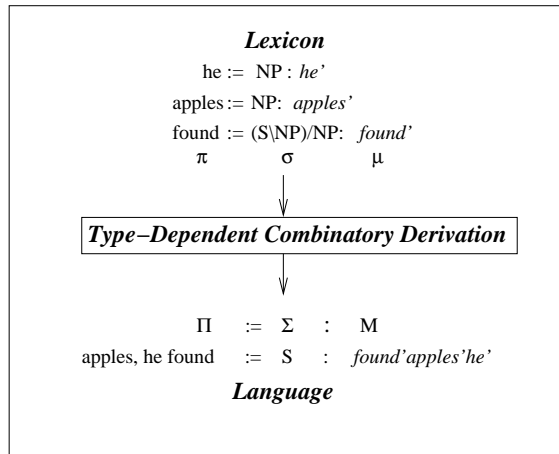 Lexicon
he := NP : he'
apples := NP: apples'
found := (S\NP)/NP: found'
π σ μ
Type–Dependent Combinatory Derivation
Π := Σ : M
apples, he found := S : found'apples'he'
Language